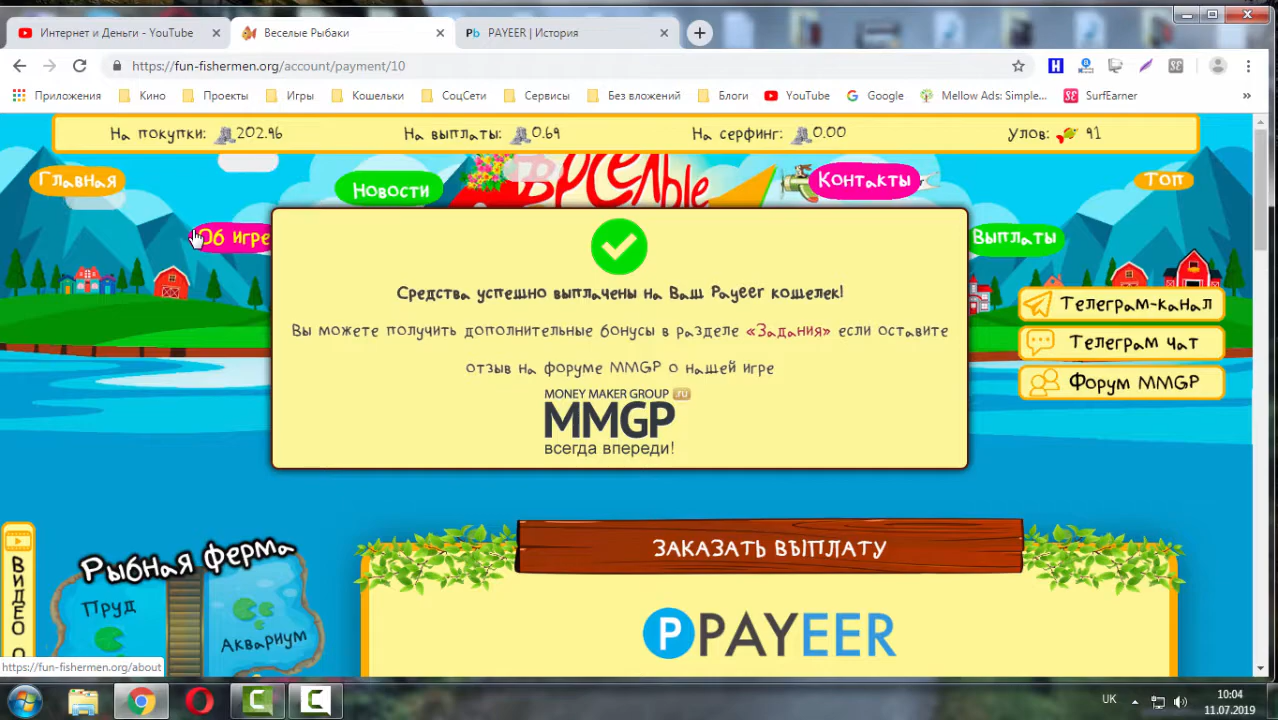 Интернет и Деньги - YouTube
Веселые Рыбаки
PAYEER | История
https://fun-fishermen.org/account/payment/10
Приложения
Кино
Проекты
Игры
Кошельки
СоцСети
Сервисы
Без вложений
Блоги
YouTube
Google
Mellow Ads: Simple...
SurfEarner
»
На покупки: 202.96
На выплаты: 0.69
На серфинг: 0.00
Улов: 91
Главная
Новости
Веселые
Контакты
Топ
Об игре
Выплаты
Средства успешно выплачены на Ваш Payeer кошелек!
Вы можете получить дополнительные бонусы в разделе «Задания» если оставите
отзыв на форуме MMGP о нашей игре
MONEY MAKER GROUP .ru
MMGP
всегда впереди!
Телеграм-канал
Телеграм чат
Форум MMGP
ЗАКАЗАТЬ ВЫПЛАТУ
PAYEER
Рыбная ферма
Пруд
Аквариум
ВИДЕО О
https://fun-fishermen.org/about
UK
10:04
11.07.2019